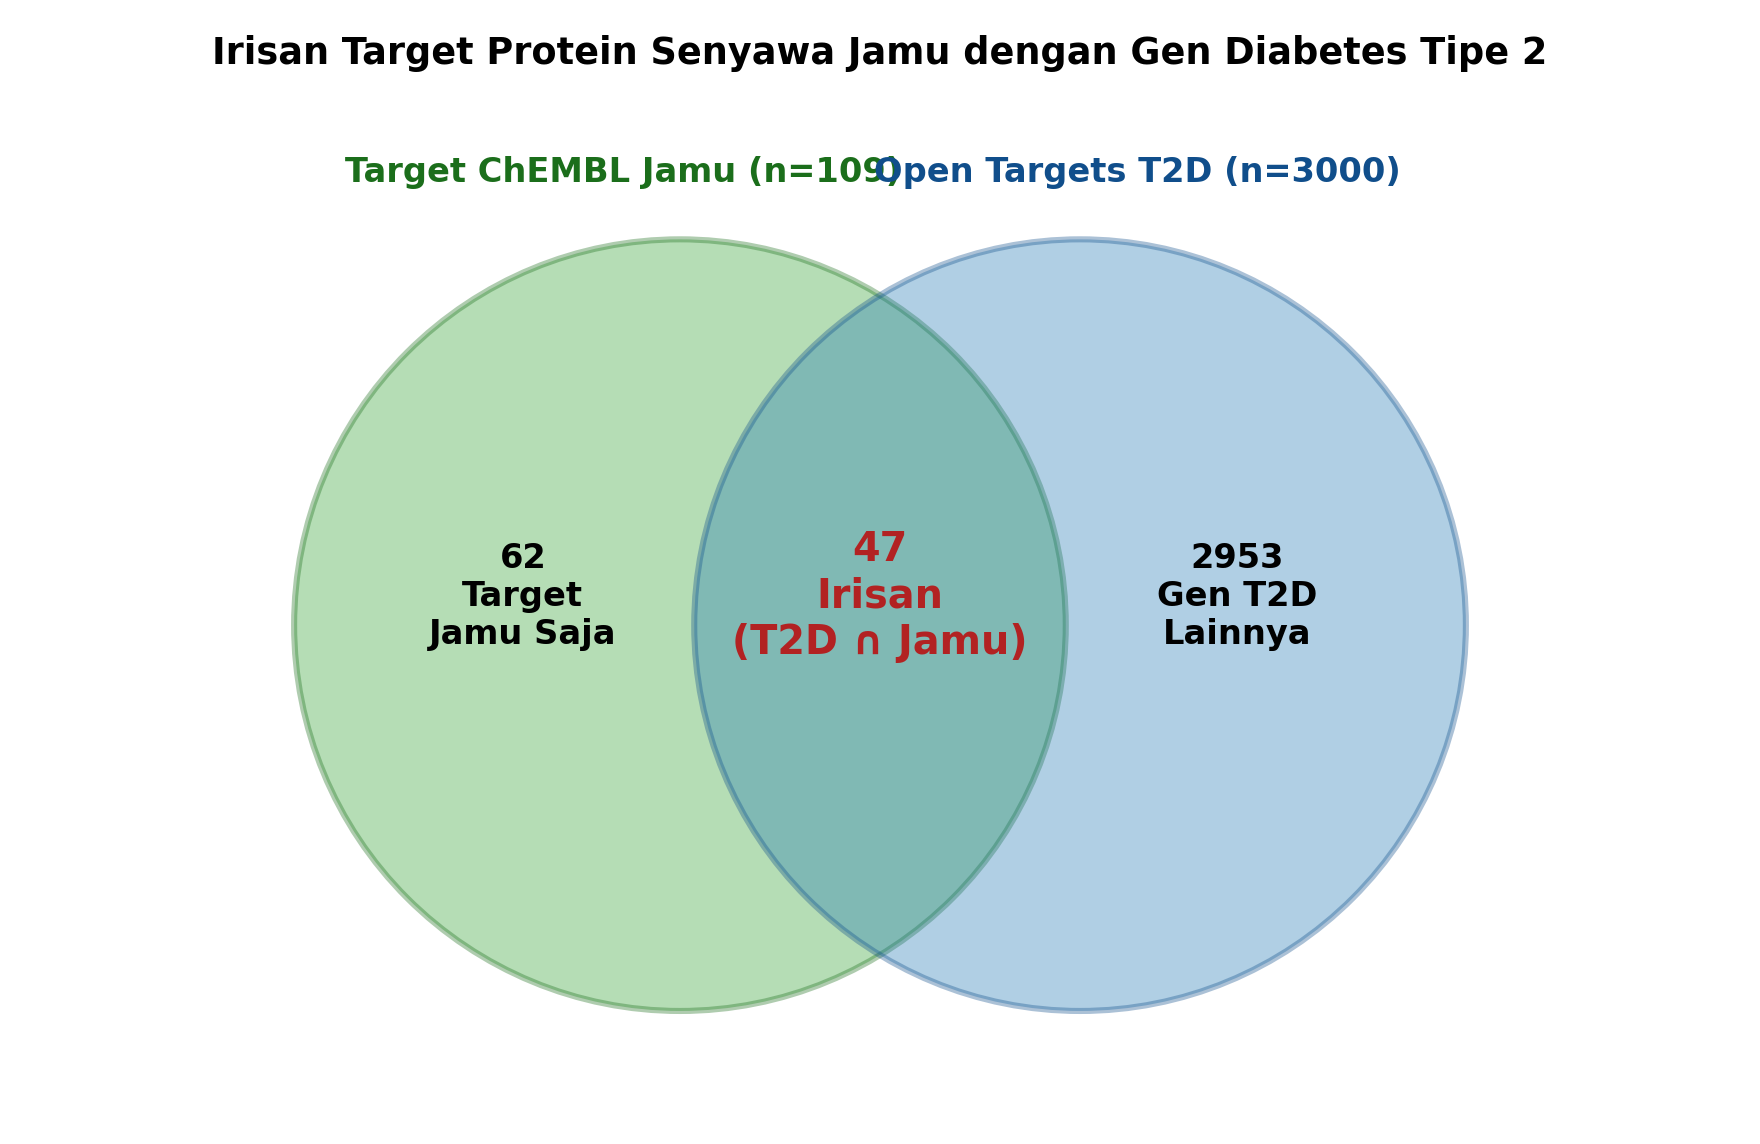 Irisan Target Protein Senyawa Jamu dengan Gen Diabetes Tipe 2
Target ChEMBL Jamu (n=109)
Open Targets T2D (n=3000)
62
Target
Jamu Saja
47
Irisan
(T2D ∩ Jamu)
2953
Gen T2D
Lainnya